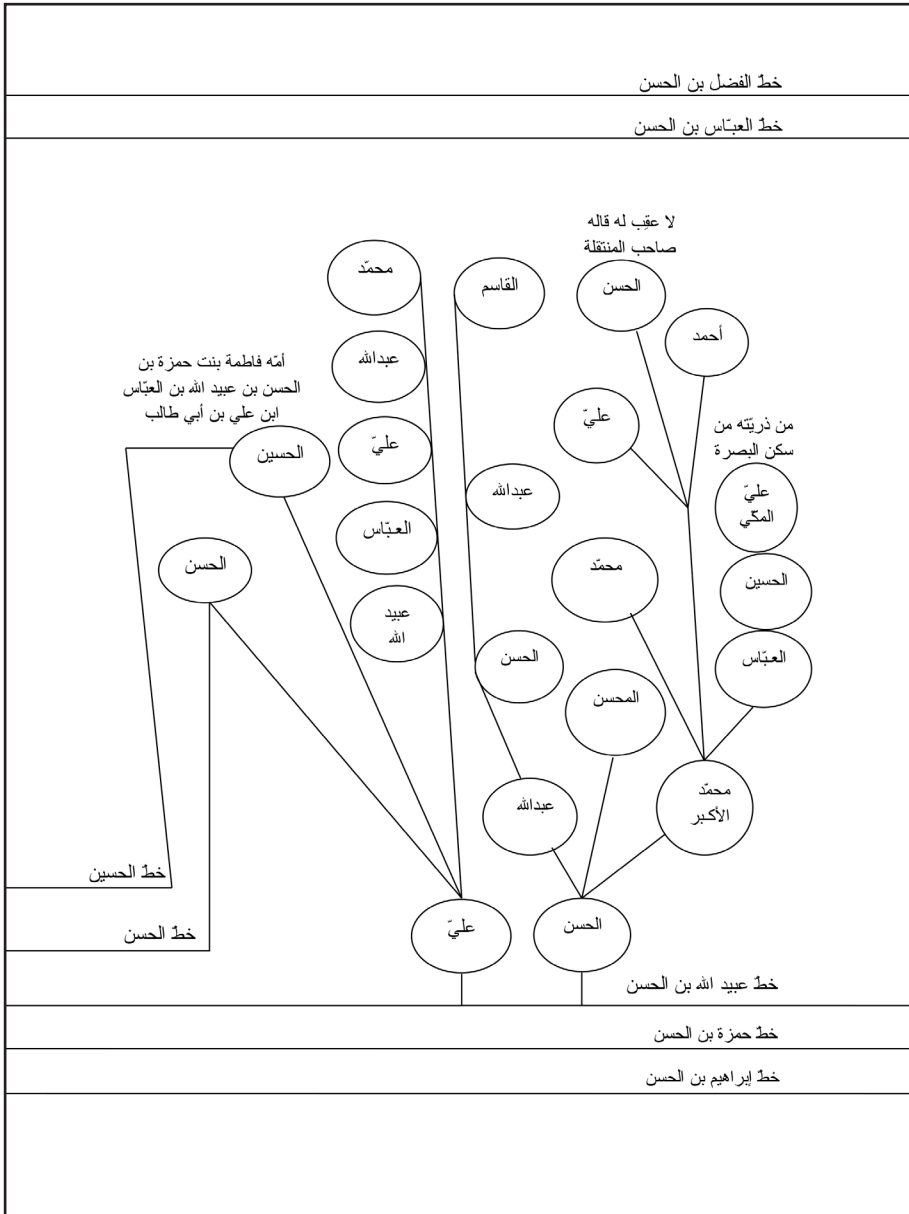 خطّ الفضل بن الحسن
خطّ العبّاس بن الحسن
لا عقِب له قاله
صاحب المنتقلة
الحسن
أحمد
عليّ
من ذريّته من
سكن البصرة
عليّ
المكّي
الحسين
العبّاس
محمّد
محمّد
الأكبر
المحسن
القاسم
عبدالله
الحسن
عبدالله
الحسن
محمّد
عبدالله
عليّ
العبّاس
عبيد
الله
أمّه فاطمة بنت حمزة بن
الحسن بن عبيد الله بن العبّاس
ابن علي بن أبي طالب
الحسين
الحسن
عليّ
خطّ الحسين
خطّ الحسن
خطّ عبيد الله بن الحسن
خطّ حمزة بن الحسن
خطّ إبراهيم بن الحسن